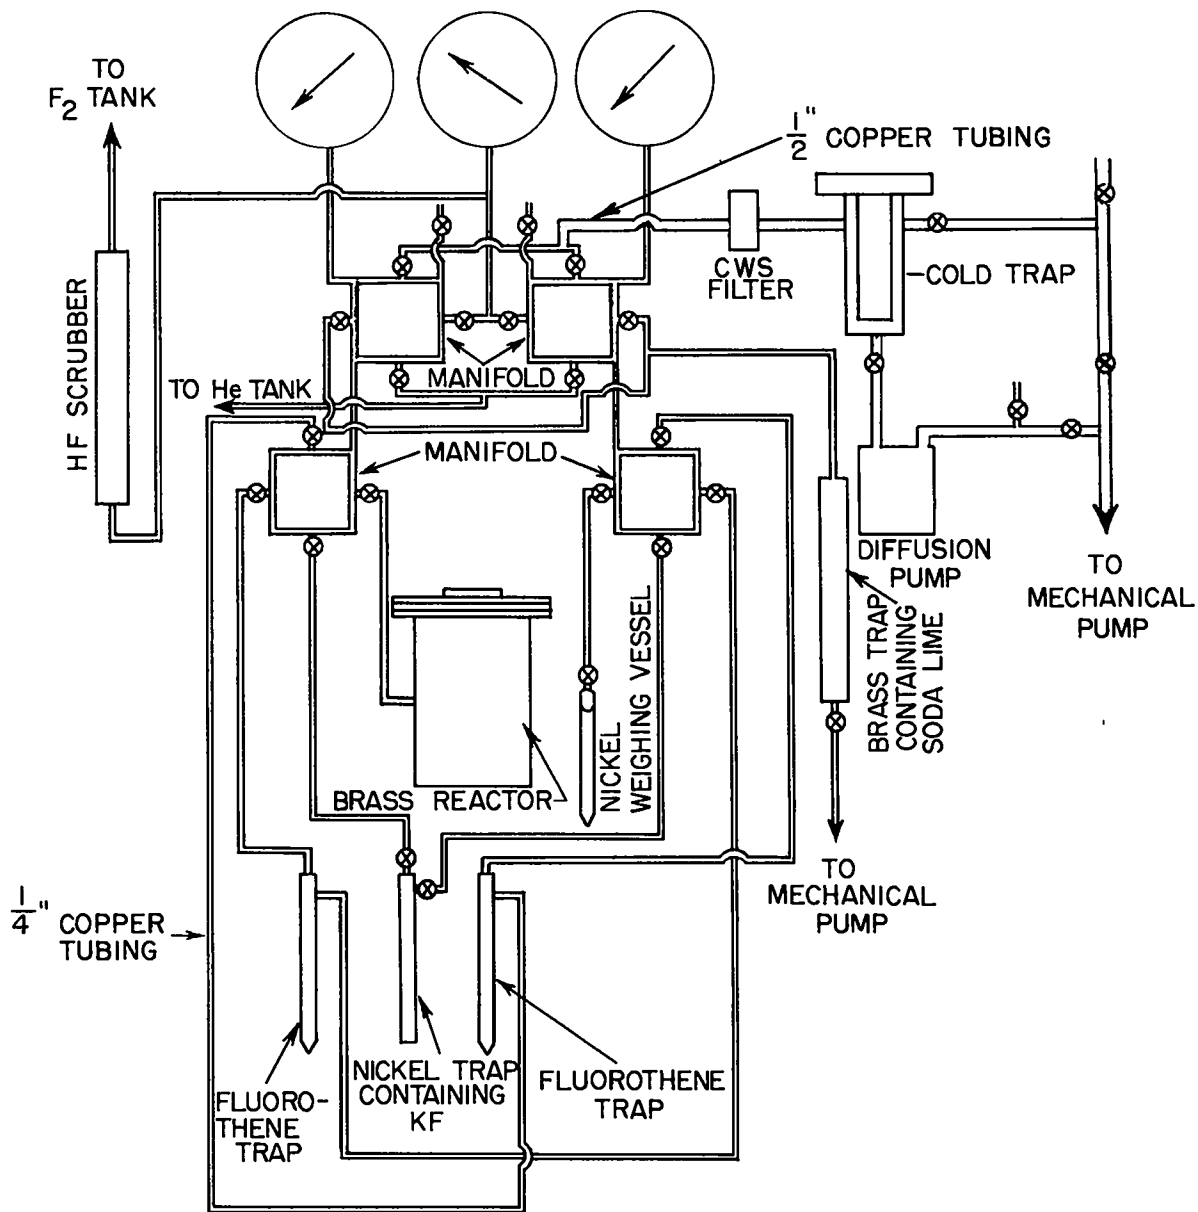 TO
F2 TANK
1/2" COPPER TUBING
HF SCRUBBER
CWS
FILTER
COLD TRAP
MANIFOLD
TO He TANK
MANIFOLD
DIFFUSION
PUMP
TO
MECHANICAL
PUMP
BRASS TRAP
CONTAINING
SODA LIME
NICKEL
WEIGHING VESSEL
BRASS REACTOR
TO
MECHANICAL
PUMP
1/4" COPPER
TUBING
FLUORO-
THENE
TRAP
NICKEL TRAP
CONTAINING
KF
FLUOROTHENE
TRAP